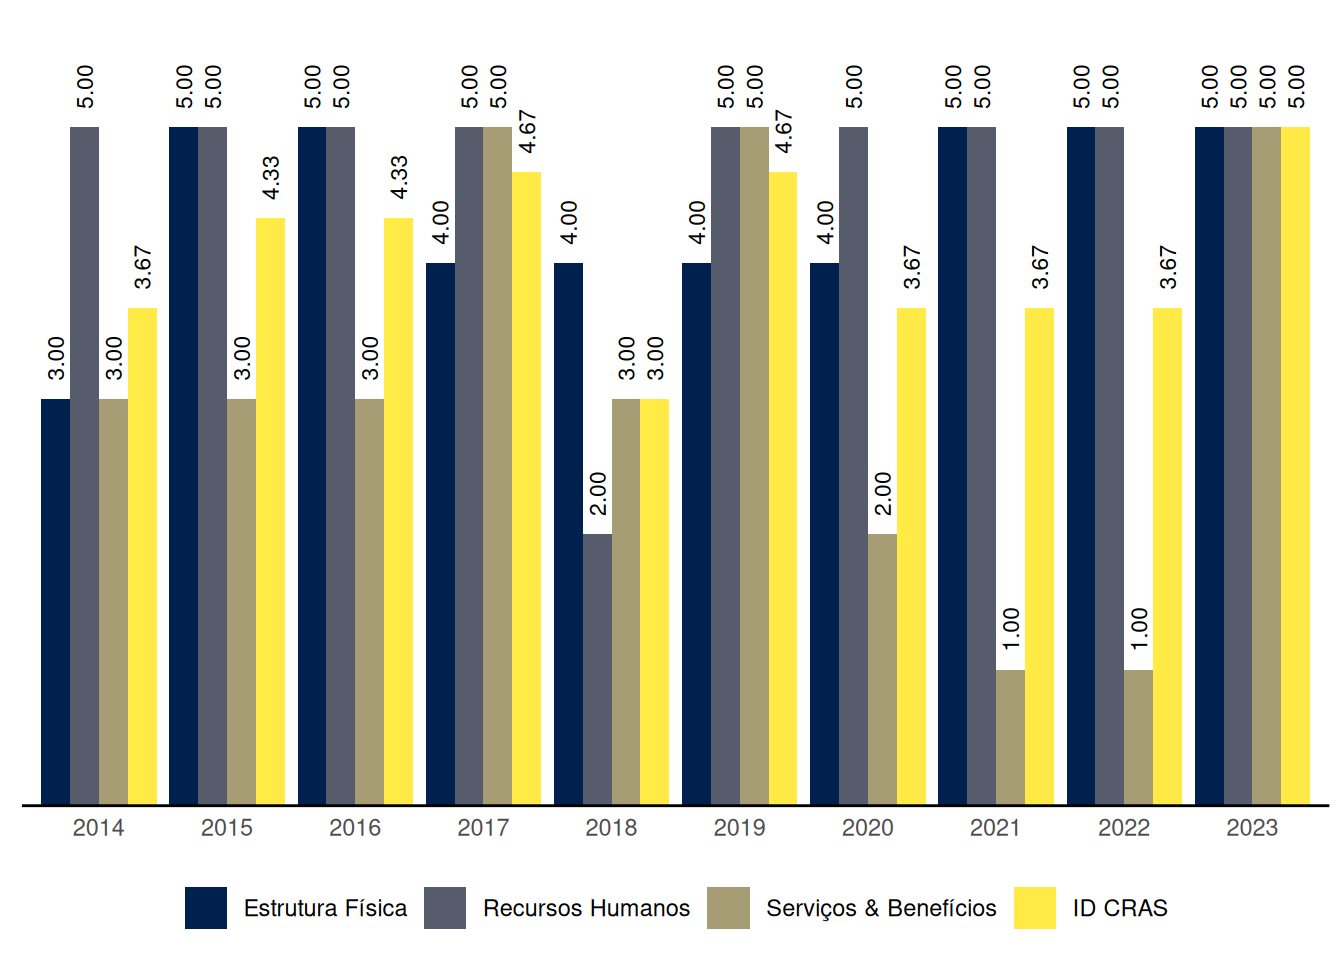 3.00 5.00 3.00 3.67
5.00 5.00 3.00 4.33
5.00 5.00 3.00 4.33
4.00 5.00 5.00 4.67
4.00 2.00 3.00 3.00
4.00 5.00 5.00 4.67
4.00 5.00 2.00 3.67
5.00 5.00 1.00 3.67
5.00 5.00 1.00 3.67
5.00 5.00 5.00 5.00
2014 2015 2016 2017 2018 2019 2020 2021 2022 2023
Estrutura Física Recursos Humanos Serviços & Benefícios ID CRAS